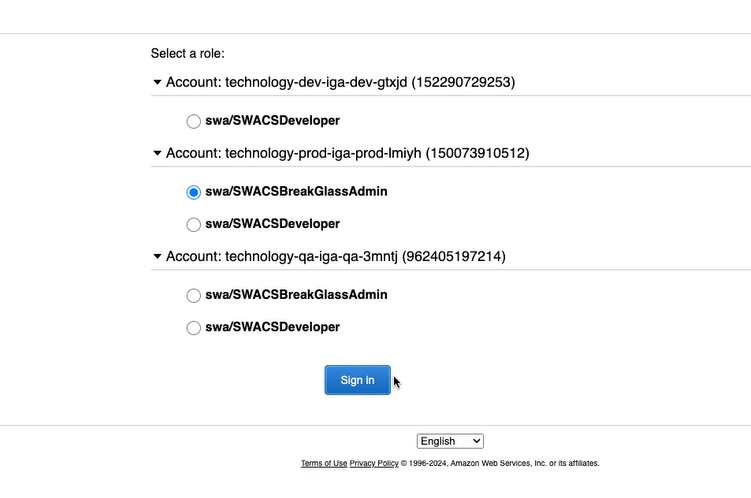 Select a role:
Account: technology-dev-iga-dev-gtxjd (152290729253)
swa/SWACSDeveloper
Account: technology-prod-iga-prod-lmiyh (150073910512)
swa/SWACSBreakGlassAdmin
swa/SWACSDeveloper
Account: technology-qa-iga-qa-3mntj (962405197214)
swa/SWACSBreakGlassAdmin
swa/SWACSDeveloper
Sign in
English
Terms of Use Privacy Policy © 1996-2024, Amazon Web Services, Inc. or its affiliates.